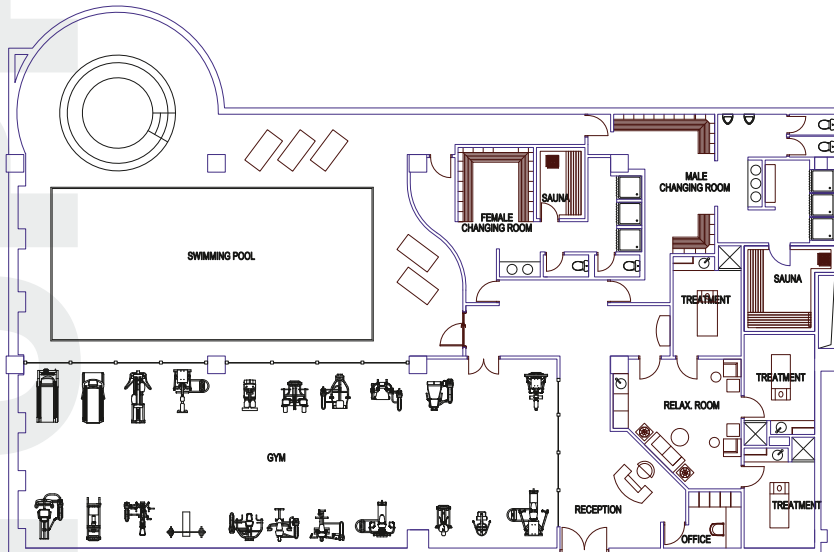 MALE
CHANGING ROOM
SAUNA
FEMALE
CHANGING ROOM
SWIMMING POOL
SAUNA
TREATMENT
TREATMENT
RELAX. ROOM
GYM
RECEPTION
TREATMENT
OFFICE